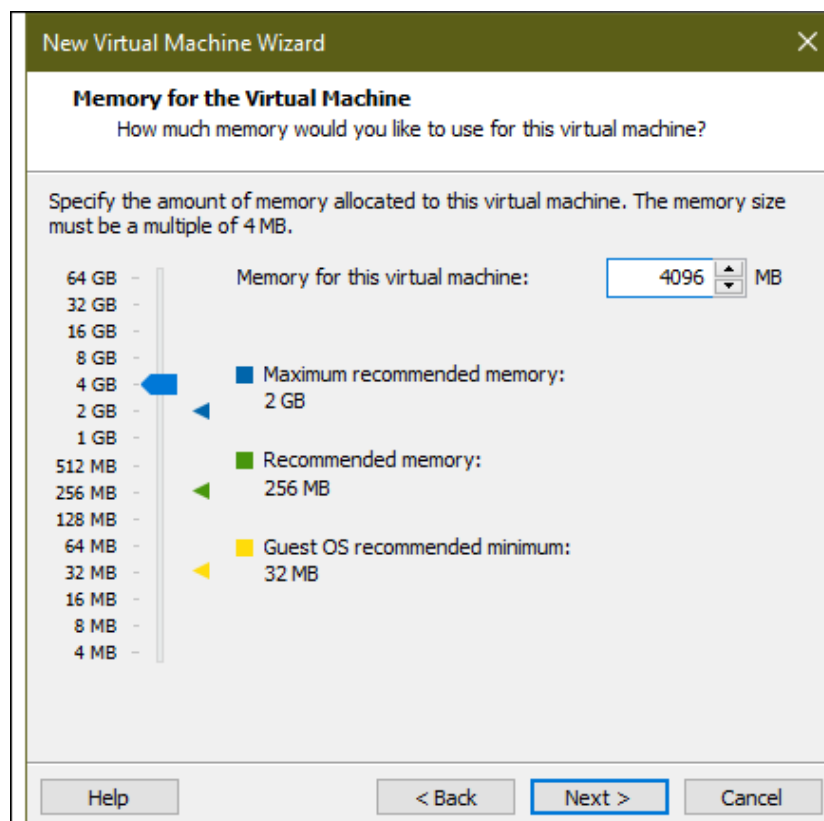 New Virtual Machine Wizard
Memory for the Virtual Machine
How much memory would you like to use for this virtual machine?
Specify the amount of memory allocated to this virtual machine. The memory size
must be a multiple of 4 MB.
64 GB
Memory for this virtual machine: 4096 MB
32 GB
16 GB
8 GB
4 GB
2 GB
1 GB
512 MB
256 MB
128 MB
64 MB
32 MB
16 MB
8 MB
4 MB
Maximum recommended memory:
2 GB
Recommended memory:
256 MB
Guest OS recommended minimum:
32 MB
Help
< Back
Next >
Cancel